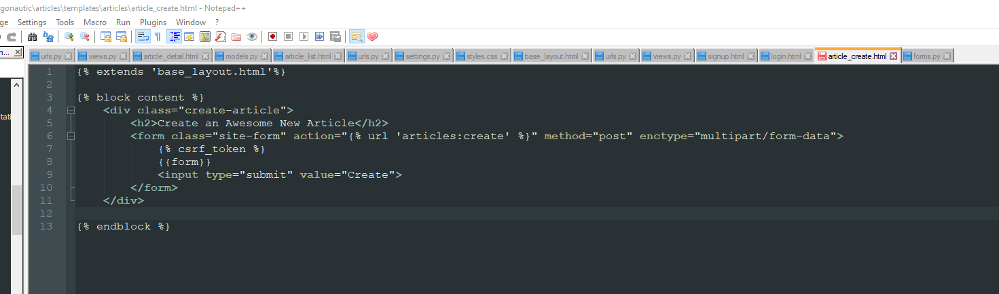 gonautic\articles\templates\articles\article_create.html - Notepad++
ge Settings Tools Macro Run Plugins Window ?
n... urls.py views.py article_detail.html models.py article_list.html urls.py settings.py styles.css base_layout.html urls.py views.py signup.html login.html article_create.html forms.py
1 {% extends 'base_layout.html'%}
2
3 {% block content %}
4 <div class="create-article">
tati
5 <h2>Create an Awesome New Article</h2>
6 <form class="site-form" action="{% url 'articles:create' %}" method="post" enctype="multipart/form-data">
7 {% csrf_token %}
8 {{form}}
9 <input type="submit" value="Create">
10 </form>
11 </div>
12
13 {% endblock %}